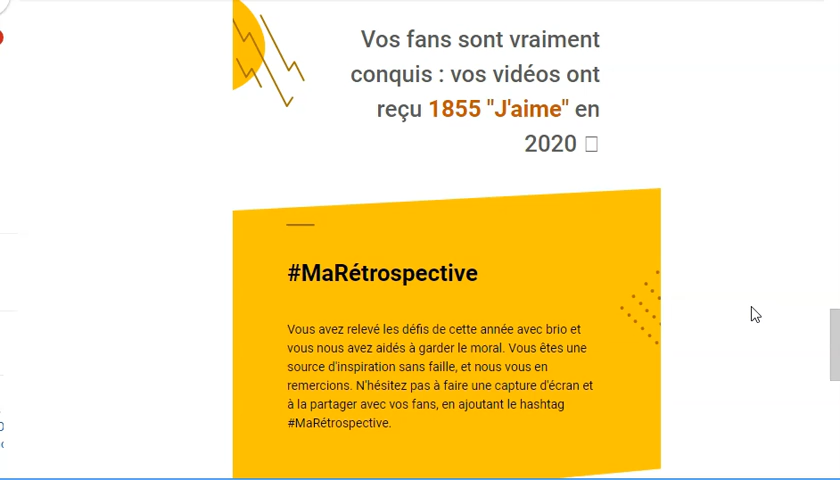 Vos fans sont vraiment
conquis : vos vidéos ont
reçu 1855 "J'aime" en
2020
#MaRétrospective
Vous avez relevé les défis de cette année avec brio et
vous nous avez aidés à garder le moral. Vous êtes une
source d'inspiration sans faille, et nous vous en
remercions. N'hésitez pas à faire une capture d'écran et
à la partager avec vos fans, en ajoutant le hashtag
#MaRétrospective.